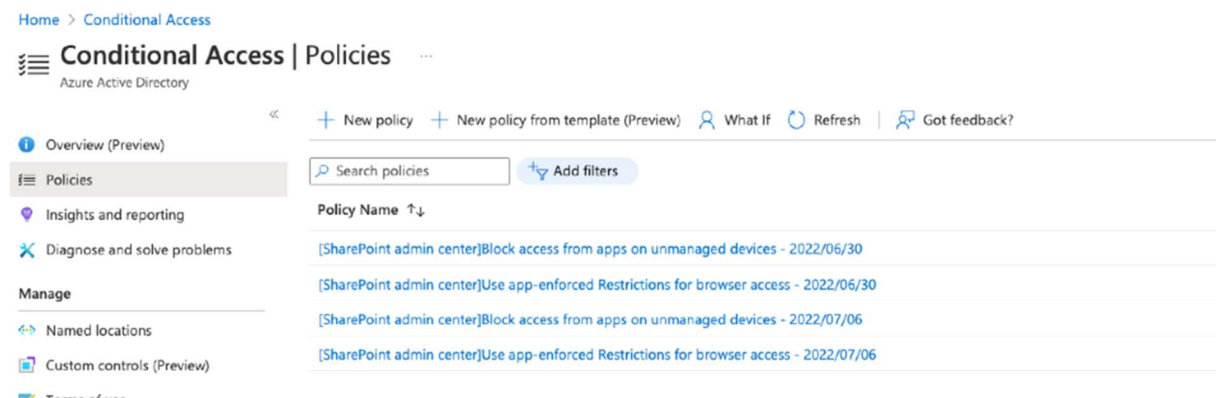 Home > Conditional Access
Conditional Access | Policies ...
Azure Active Directory
«
New policy New policy from template (Preview) What If Refresh Got feedback?
Overview (Preview)
Policies
Insights and reporting
Diagnose and solve problems
Manage
Named locations
Custom controls (Preview)
Search policies Add filters
Policy Name
[SharePoint admin center]Block access from apps on unmanaged devices - 2022/06/30
[SharePoint admin center]Use app-enforced Restrictions for browser access - 2022/06/30
[SharePoint admin center]Block access from apps on unmanaged devices - 2022/07/06
[SharePoint admin center]Use app-enforced Restrictions for browser access - 2022/07/06